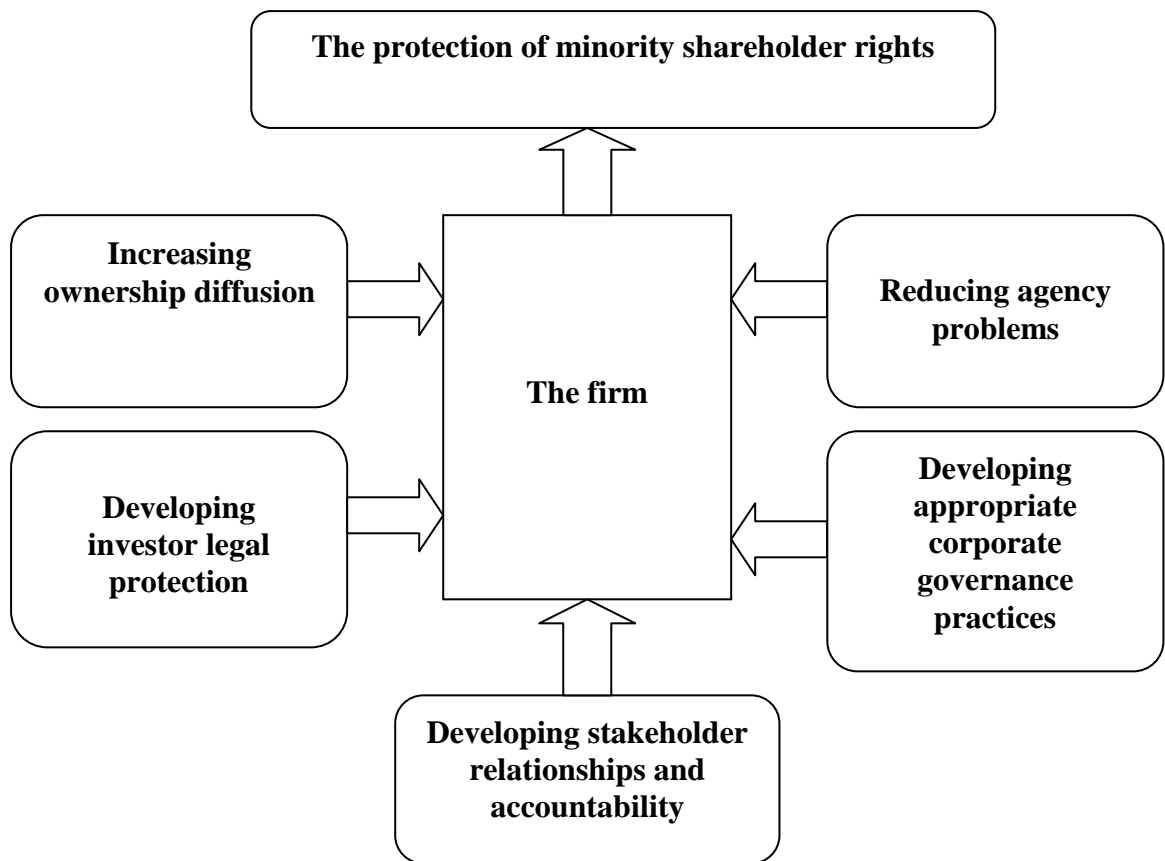 The protection of minority shareholder rights
Increasing
ownership diffusion
Reducing agency
problems
The firm
Developing
investor legal
protection
Developing
appropriate
corporate
governance
practices
Developing stakeholder
relationships and
accountability